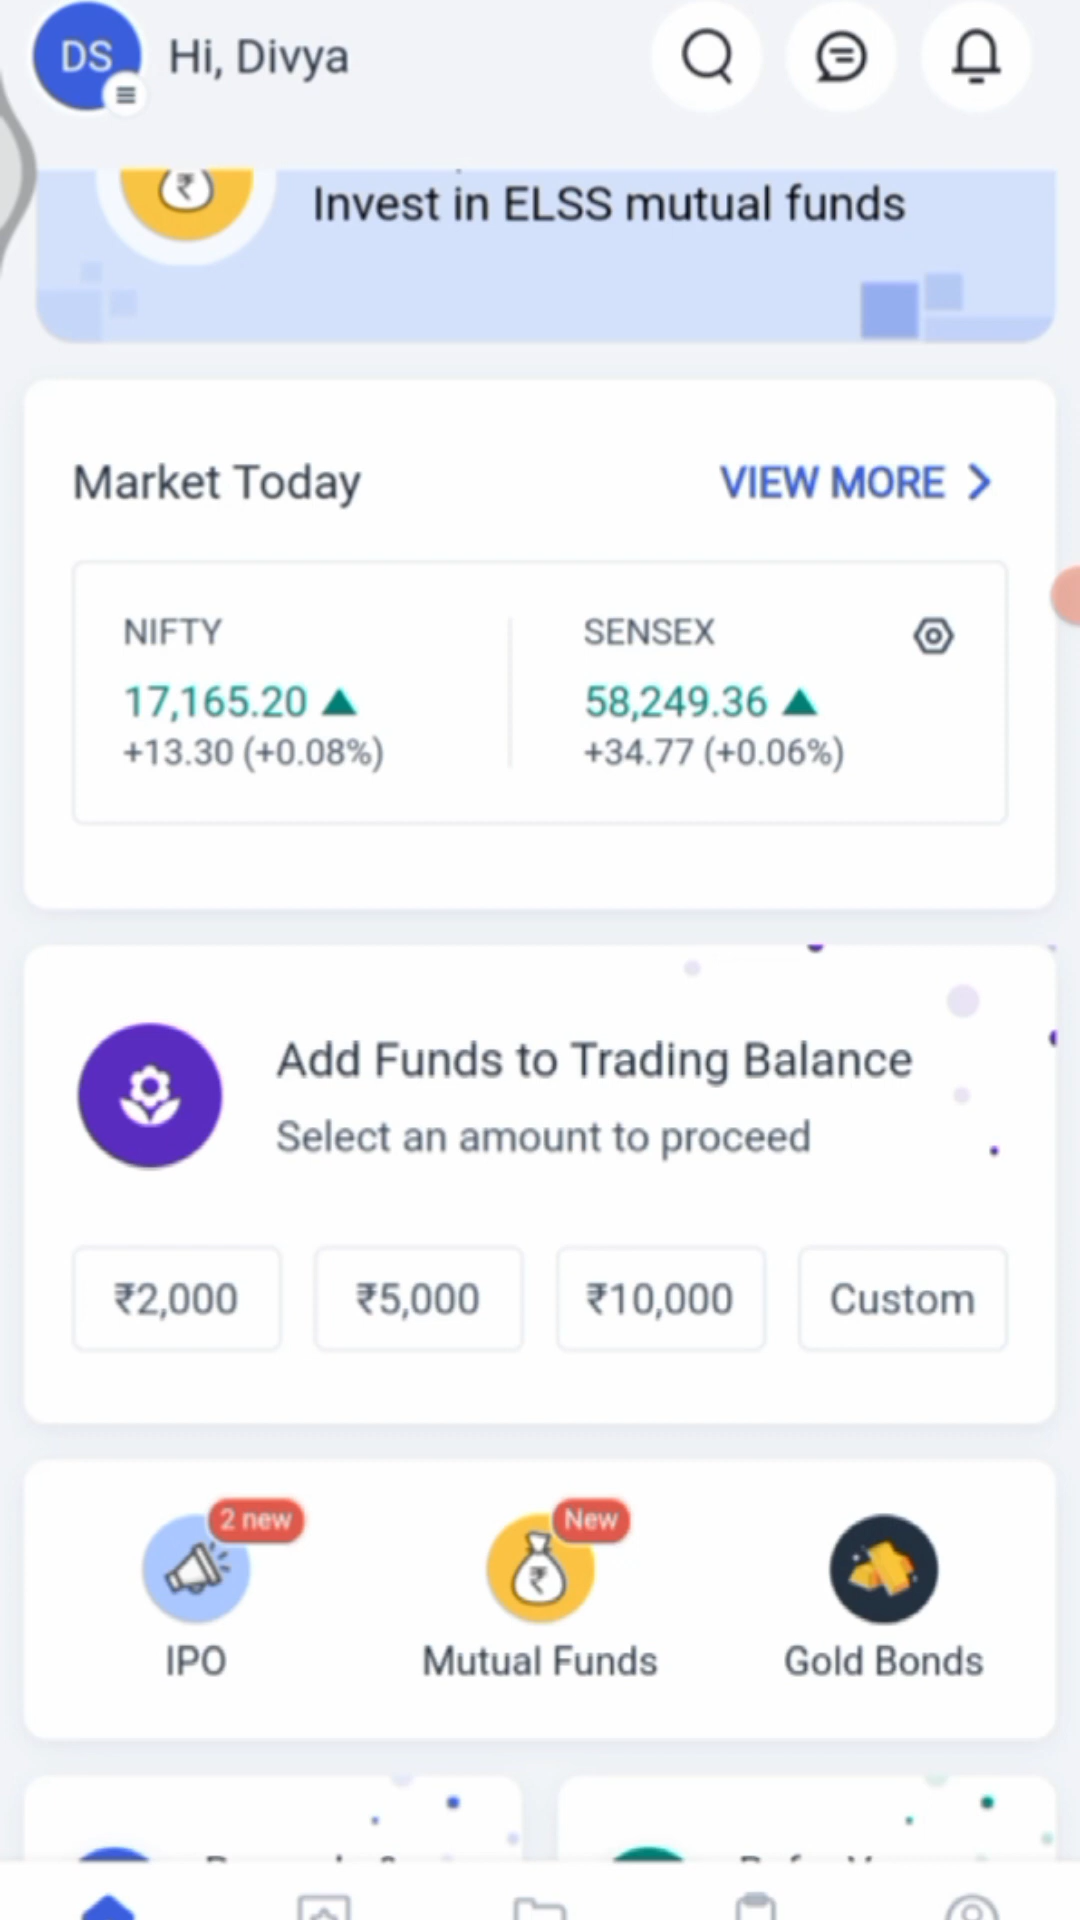 DS
Hi, Divya
₹
Invest in ELSS mutual funds
Market Today
VIEW MORE
NIFTY
SENSEX
17,165.20
58,249.36
+13.30 (+0.08%)
+34.77 (+0.06%)
Add Funds to Trading Balance
Select an amount to proceed
₹2,000
₹5,000
₹10,000
Custom
2 new
New
₹
IPO
Mutual Funds
Gold Bonds